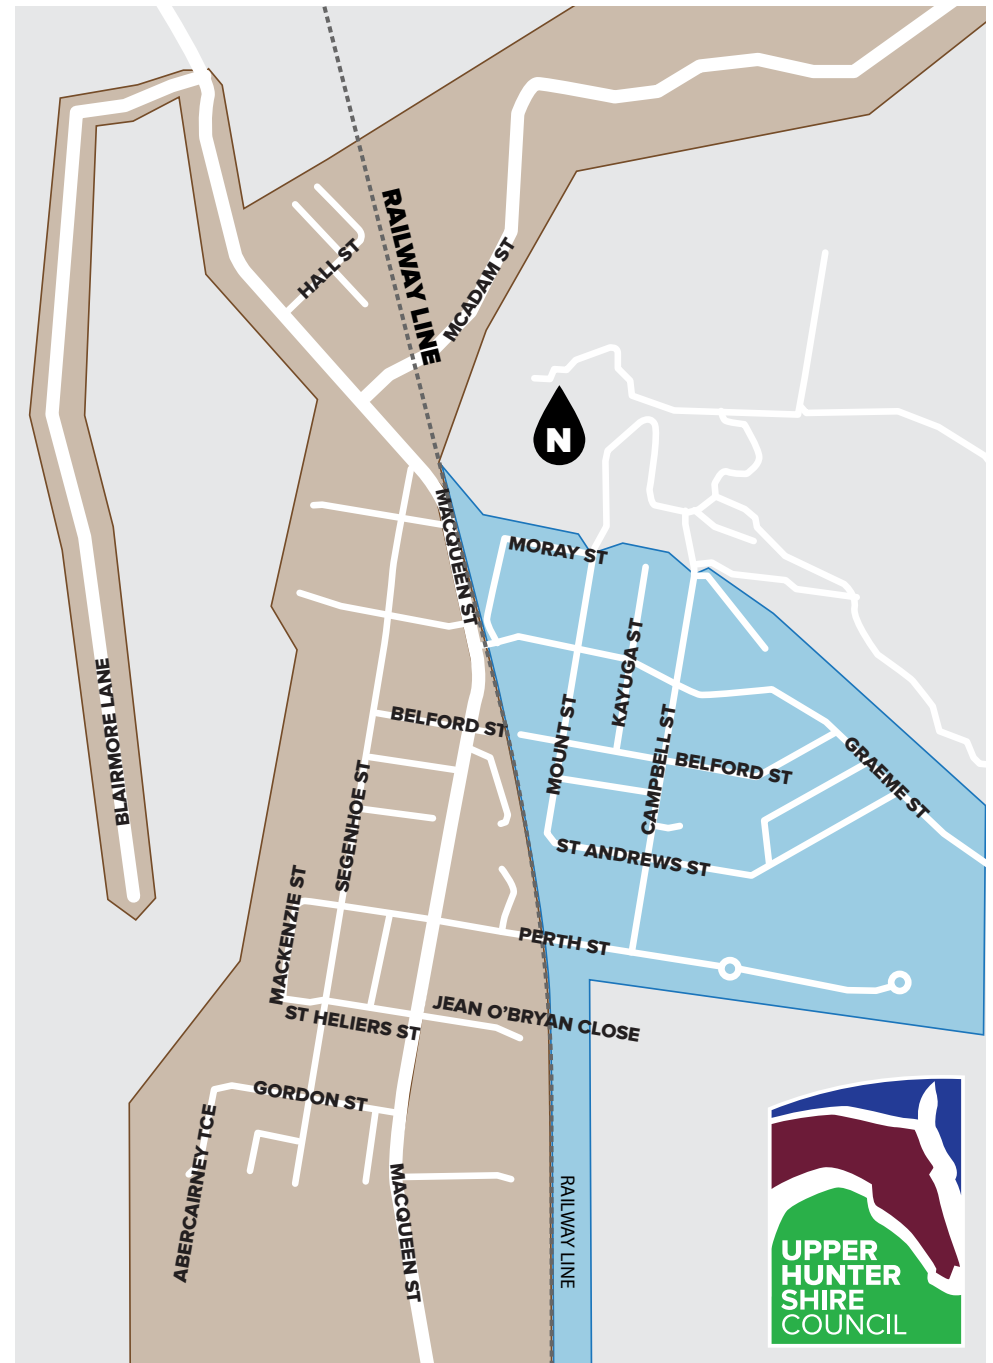 RAILWAY LINE
HALL ST
MCADAM ST
N
MACQUEEN ST
MORAY ST
KAYUGA ST
BLAIRMORE LANE
MOUNT ST
CAMPBELL ST
BELFORD ST
BELFORD ST
GRAEME ST
SEGENHOE ST
ST ANDREWS ST
MACKENZIE ST
PERTH ST
JEAN O'BRYAN CLOSE
ST HELIERS ST
GORDON ST
ABERCAIRNEY TCE
MACQUEEN ST
RAILWAY LINE
UPPER
HUNTER
SHIRE
COUNCIL